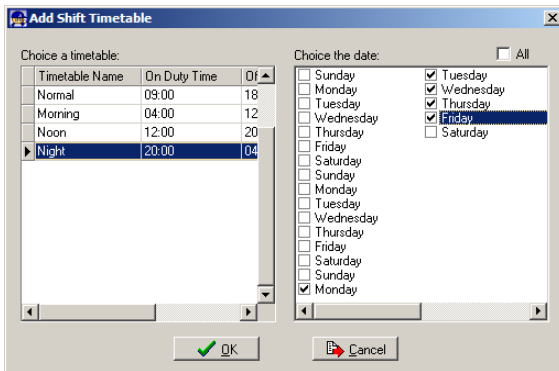 Add Shift Timetable
Choice a timetable:
Timetable Name On Duty Time Of
Normal 09:00 18
Morning 04:00 12
Noon 12:00 20
Night 20:00 04
Choice the date: All
Sunday
Monday
Tuesday
Wednesday
Thursday
Friday
Saturday
Sunday
Monday
Tuesday
Wednesday
Thursday
Friday
Saturday
Sunday
Monday
Tuesday
Wednesday
Thursday
Friday
Saturday
OK
Cancel